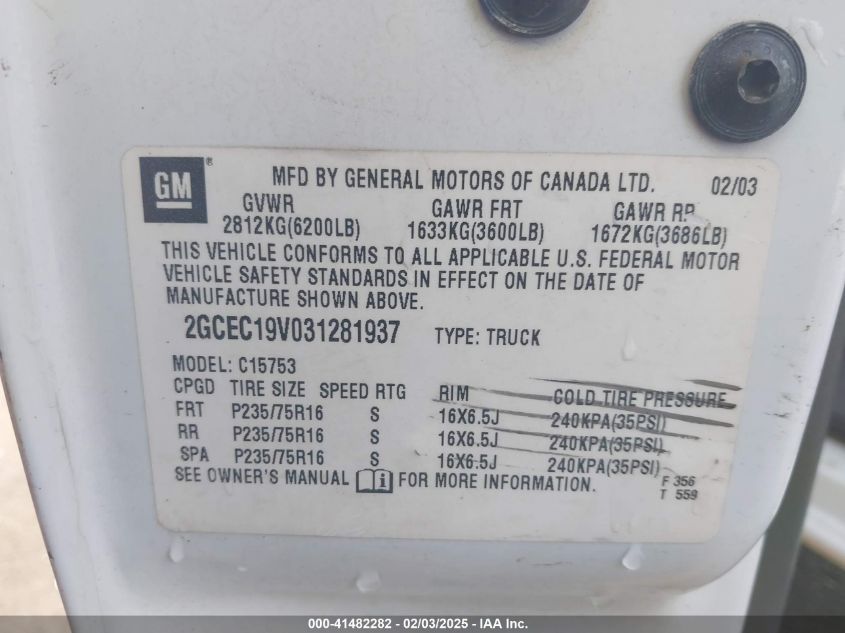 GM®
MFD BY GENERAL MOTORS OF CANADA LTD. 02/03
GVWR GAWR FRT GAWR RR
2812KG(6200LB) 1633KG(3600LB) 1672KG(3686LB)
THIS VEHICLE CONFORMS TO ALL APPLICABLE U.S. FEDERAL MOTOR
VEHICLE SAFETY STANDARDS IN EFFECT ON THE DATE OF
MANUFACTURE SHOWN ABOVE.
2GCEC19V031281937 TYPE: TRUCK
MODEL: C15753
CPGD TIRE SIZE SPEED RTG RIM COLD TIRE PRESSURE
FRT P235/75R16 S 16X6.5J 240KPA(35PSI)
RR P235/75R16 S 16X6.5J 240KPA(35PSI)
SPA P235/75R16 S 16X6.5J 240KPA(35PSI)
SEE OWNER'S MANUAL FOR MORE INFORMATION.
F 356
T 559
000-41482282 - 02/03/2025 - IAA Inc.